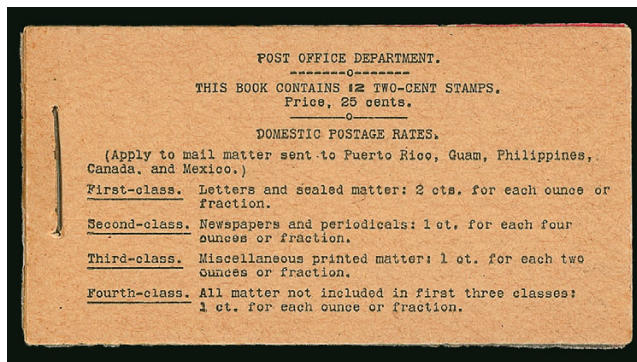 POST OFFICE DEPARTMENT.
-------o-------
THIS BOOK CONTAINS 12 TWO-CENT STAMPS.
Price, 25 cents.
———o———
DOMESTIC POSTAGE RATES.
(Apply to mail matter sent to Puerto Rico, Guam, Philippines,
Canada, and Mexico.)
First-class. Letters and sealed matter: 2 cts. for each ounce or
fraction.
Second-class. Newspapers and periodicals: 1 ct. for each four
ounces or fraction.
Third-class. Miscellaneous printed matter: 1 ct. for each two
ounces or fraction.
Fourth-class. All matter not included in first three classes:
1 ct. for each ounce or fraction.